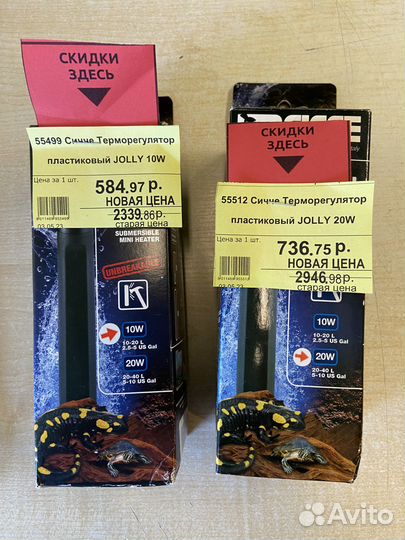 СКИДКИ
ЗДЕСЬ
55499 Сичче Терморегулятор
пластиковый JOLLY 10W
Цена за 1 шт.
584,97 р.
НОВАЯ ЦЕНА
2339,86р.
старая цена
03.05.23
SUBMERSIBLE
MINI HEATER
UNBREAKABLE
10W
10-20 L
2.5-5 US Gal
20W
20-40 L
5-10 US Gal
СКИДКИ
ЗДЕСЬ
55512 Сичче Терморегулятор
пластиковый JOLLY 20W
Цена за 1 шт.
736,75 р.
НОВАЯ ЦЕНА
2946,98р.
старая цена
03.05.23
10W
10-20 L
2.5-5 US Gal
20W
20-40 L
5-10 US Gal
Avito